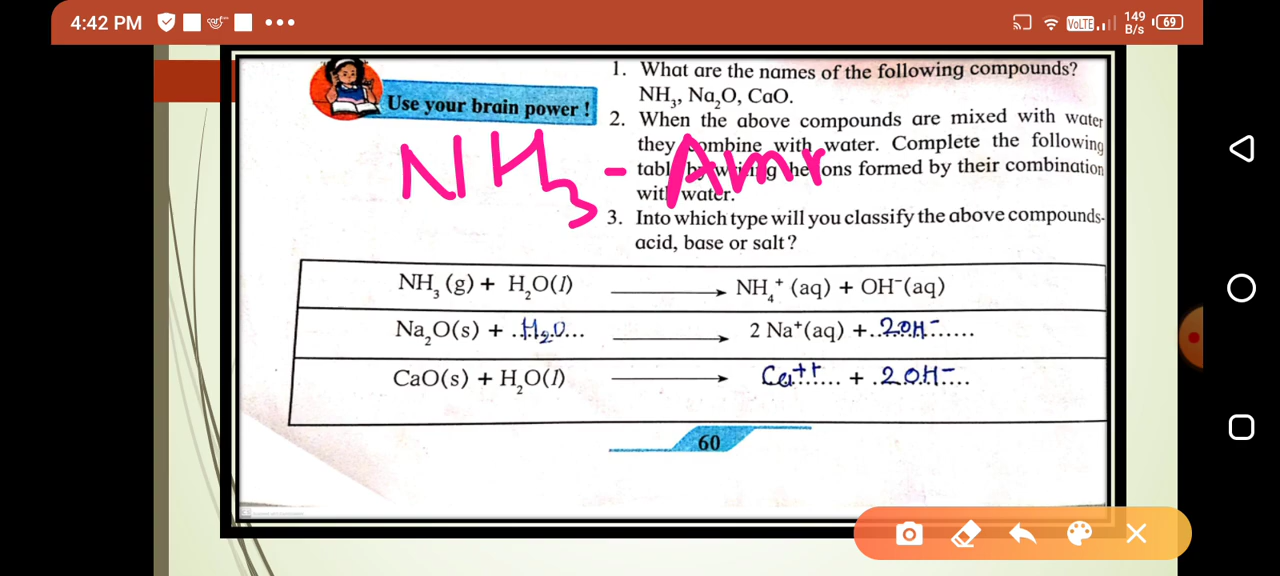 4:42 PM VoLTE 149 B/s 69
Use your brain power !
1. What are the names of the following compounds?
NH₃, Na₂O, CaO.
2. When the above compounds are mixed with water
they combine with water. Complete the following
table by writing the ions formed by their combination
with water.
NH₃ - Amr
3. Into which type will you classify the above compounds-
acid, base or salt?
NH₃ (g) + H₂O(l) ⟶ NH₄⁺ (aq) + OH⁻(aq)
Na₂O(s) + ..H₂O... ⟶ 2 Na⁺(aq) +..2OH⁻......
CaO(s) + H₂O(l) ⟶ Ca⁺⁺... + .2OH⁻....
60